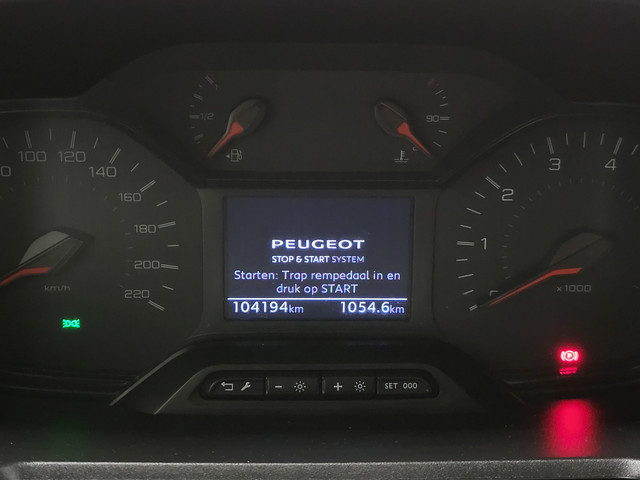 1/2
1
90
100
120
140
160
180
200
220
km/h
1
2
3
4
x1000
PEUGEOT
STOP & START SYSTEM
Starten: Trap rempedaal in en
druk op START
104194km 1054.6km
SET 000